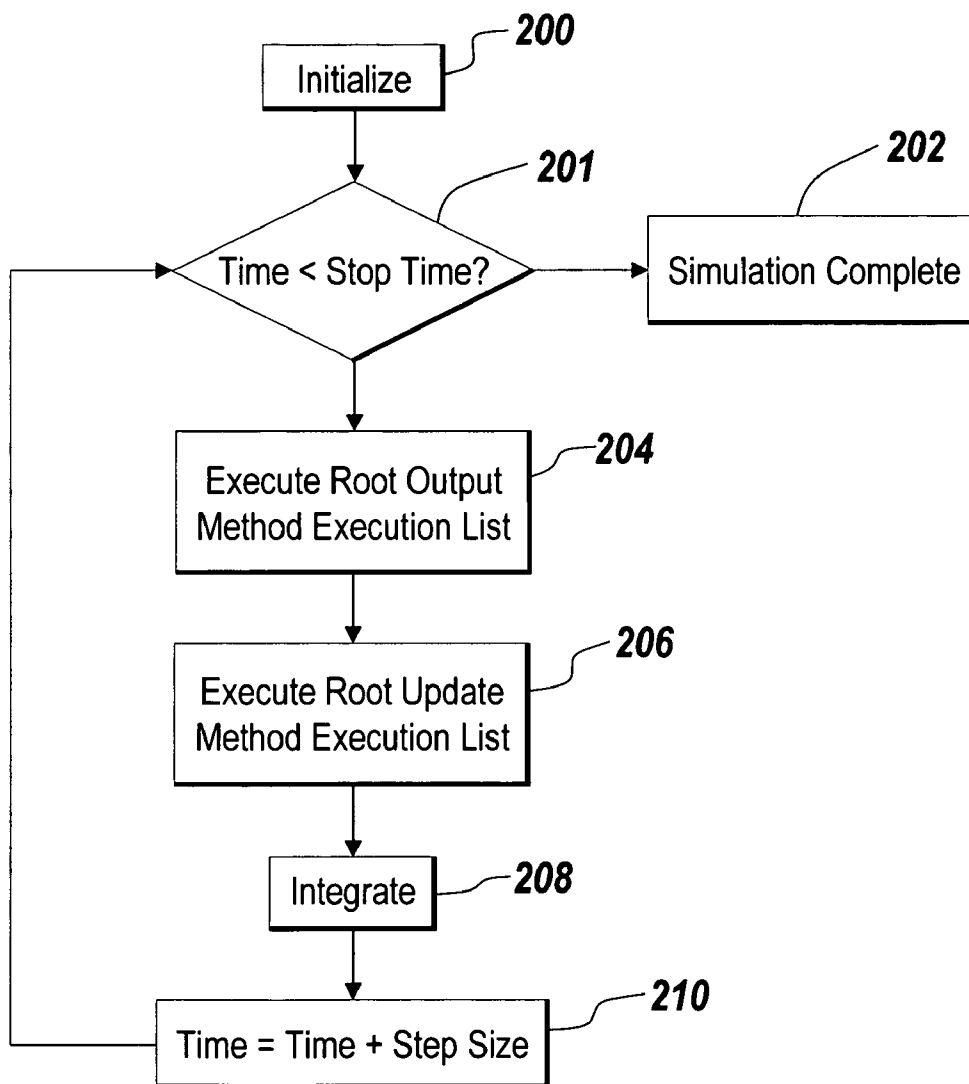 200
Initialize
201
202
Time < Stop Time?
Simulation Complete
204
Execute Root Output
Method Execution List
206
Execute Root Update
Method Execution List
208
Integrate
210
Time = Time + Step Size